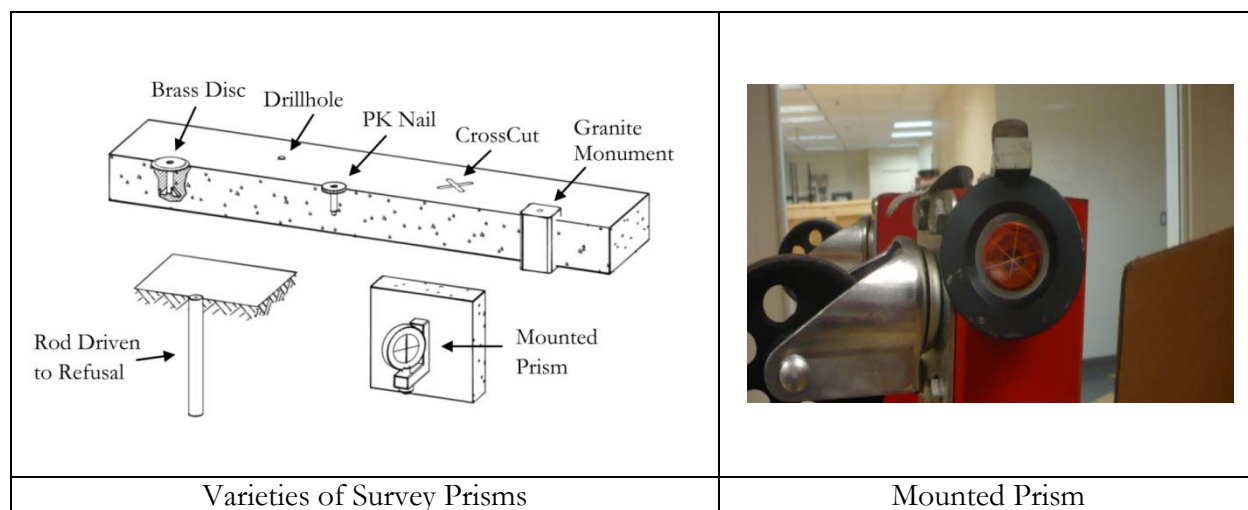 Brass Disc
Drillhole
PK Nail
CrossCut
Granite
Monument
Rod Driven
to Refusal
Mounted
Prism
Varieties of Survey Prisms
Mounted Prism